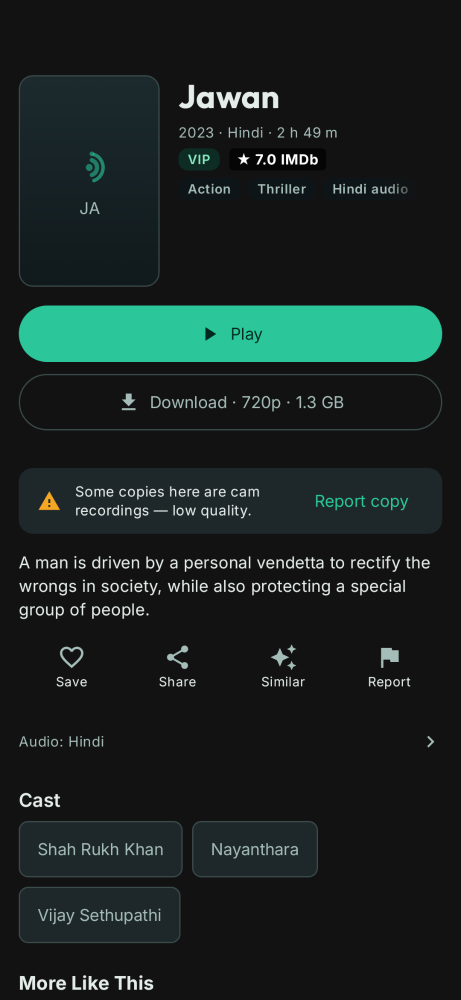 JA
Jawan
2023 · Hindi · 2 h 49 m
VIP ★ 7.0 IMDb
Action Thriller Hindi audio
Play
Download · 720p · 1.3 GB
Some copies here are cam
recordings — low quality.
Report copy
A man is driven by a personal vendetta to rectify the
wrongs in society, while also protecting a special
group of people.
Save Share Similar Report
Audio: Hindi
Cast
Shah Rukh Khan Nayanthara
Vijay Sethupathi
More Like This